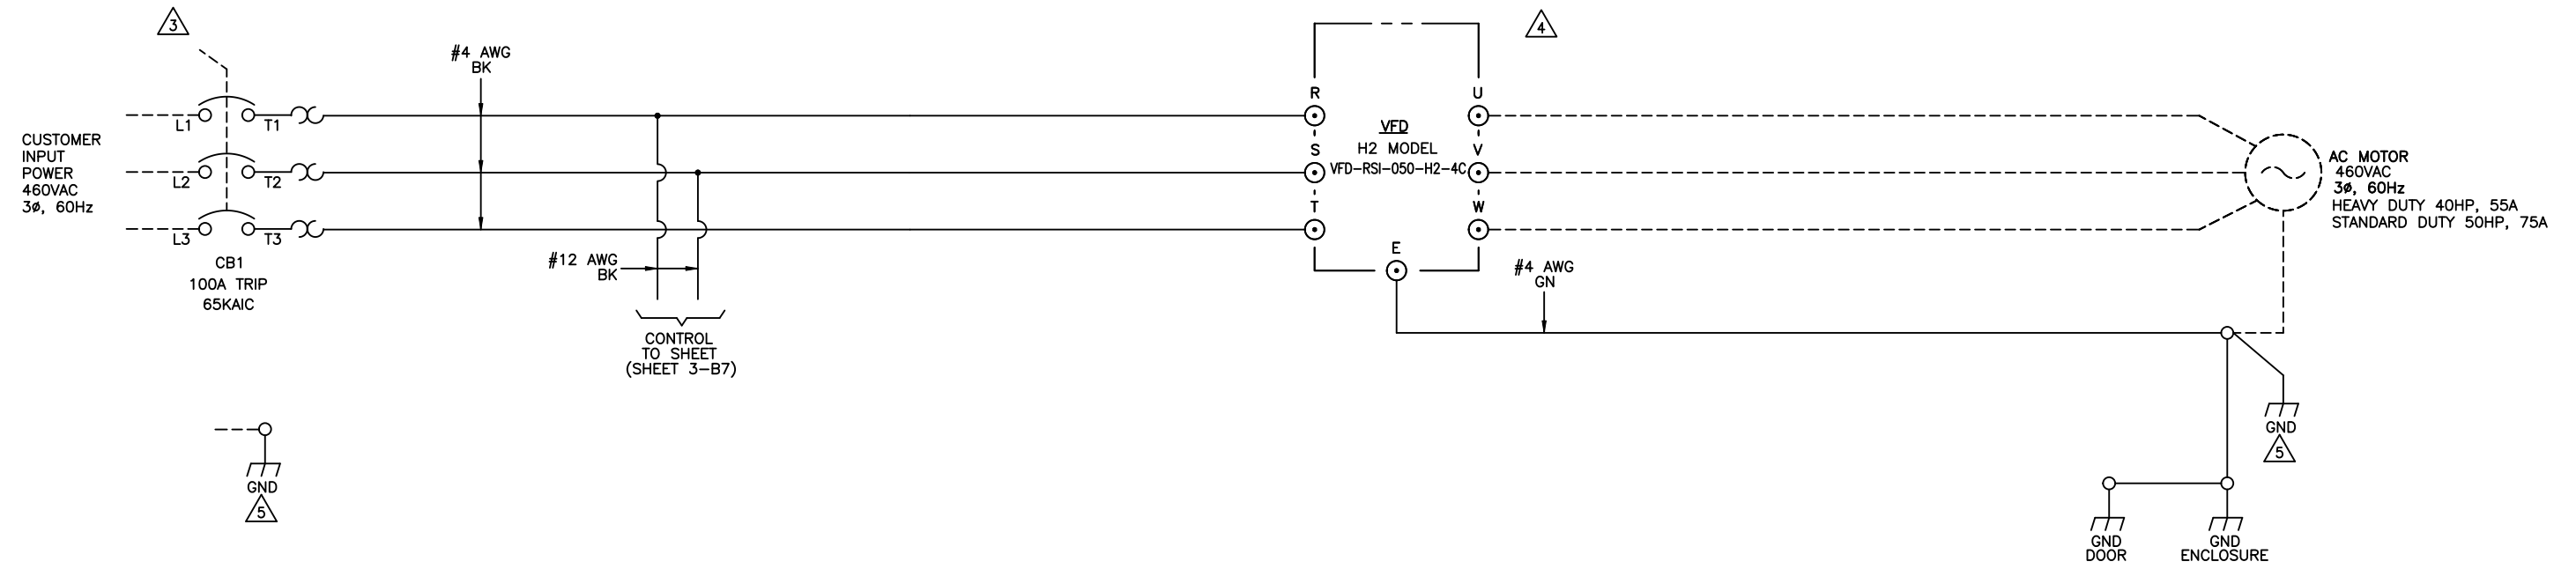 3
#4 AWG
BK
CUSTOMER
INPUT
POWER
460VAC
3ø, 60Hz
L1
T1
L2
T2
L3
T3
CB1
100A TRIP
65KAIC
#12 AWG
BK
CONTROL
TO SHEET
(SHEET 3-B7)
GND
5
4
R
U
VFD
H2 MODEL
S
V
VFD-RSI-050-H2-4C
T
W
E
#4 AWG
GN
AC MOTOR
460VAC
3ø, 60Hz
HEAVY DUTY 40HP, 55A
STANDARD DUTY 50HP, 75A
GND
5
GND
DOOR
GND
ENCLOSURE